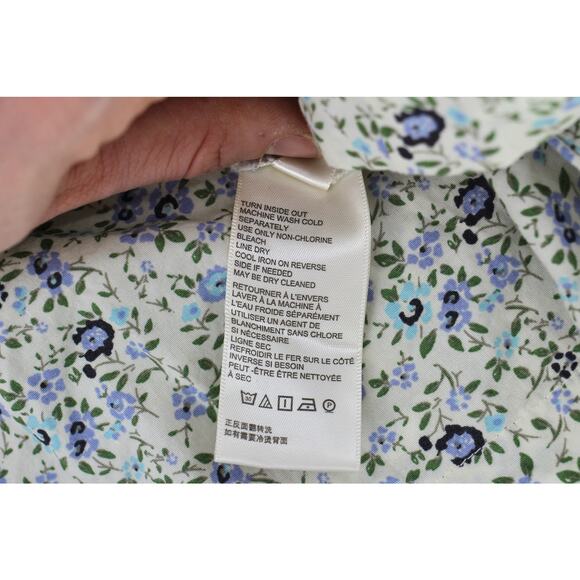 TURN INSIDE OUT
MACHINE WASH COLD
SEPARATELY
USE ONLY NON-CHLORINE
BLEACH
LINE DRY
COOL IRON ON REVERSE
SIDE IF NEEDED
MAY BE DRY CLEANED
RETOURNER À L'ENVERS
LAVER À LA MACHINE À
L'EAU FROIDE SÉPARÉMENT
UTILISER UN AGENT DE
BLANCHIMENT SANS CHLORE
SI NÉCESSAIRE
LIGNE SEC
REFROIDIR LE FER SUR LE CÔTÉ
INVERSE SI BESOIN
PEUT -ÊTRE -ÊTRE NETTOYÉE
À SEC
30 P
正反面翻转洗
如有需要冷烫背面